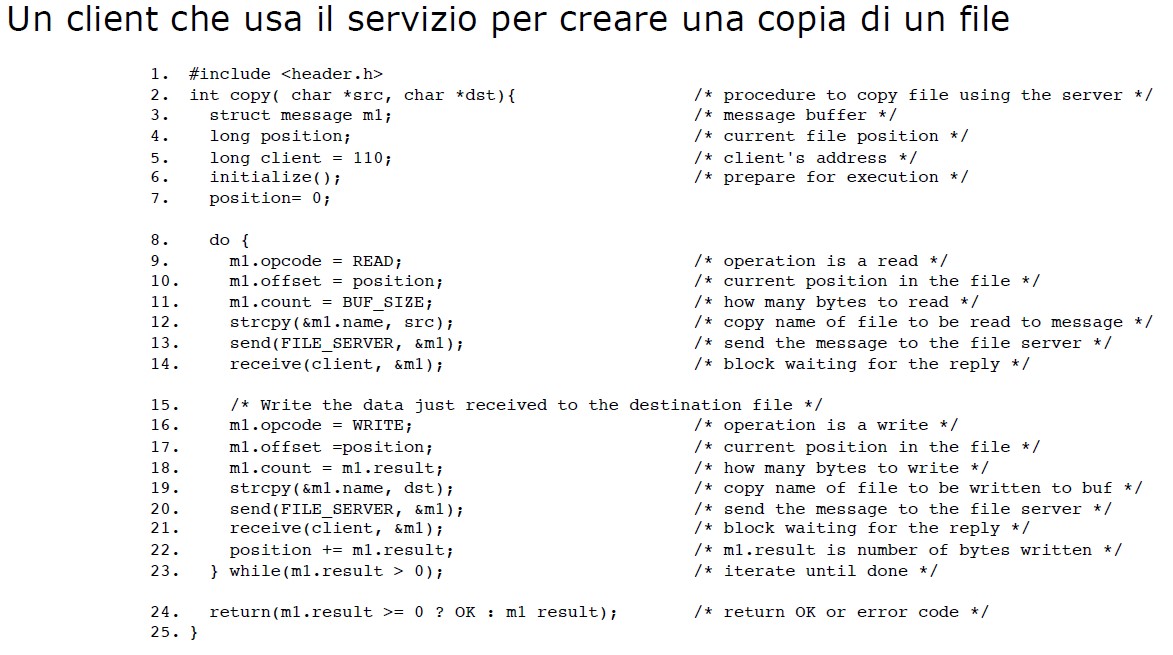 Un client che usa il servizio per creare una copia di un file
1. #include <header.h>
2. int copy( char *src, char *dst){ /* procedure to copy file using the server */
3. struct message m1; /* message buffer */
4. long position; /* current file position */
5. long client = 110; /* client's address */
6. initialize(); /* prepare for execution */
7. position= 0;
8. do {
9. m1.opcode = READ; /* operation is a read */
10. m1.offset = position; /* current position in the file */
11. m1.count = BUF_SIZE; /* how many bytes to read */
12. strcpy(&m1.name, src); /* copy name of file to be read to message */
13. send(FILE_SERVER, &m1); /* send the message to the file server */
14. receive(client, &m1); /* block waiting for the reply */
15. /* Write the data just received to the destination file */
16. m1.opcode = WRITE; /* operation is a write */
17. m1.offset =position; /* current position in the file */
18. m1.count = m1.result; /* how many bytes to write */
19. strcpy(&m1.name, dst); /* copy name of file to be written to buf */
20. send(FILE_SERVER, &m1); /* send the message to the file server */
21. receive(client, &m1); /* block waiting for the reply */
22. position += m1.result; /* m1.result is number of bytes written */
23. } while(m1.result > 0); /* iterate until done */
24. return(m1.result >= 0 ? OK : m1 result); /* return OK or error code */
25. }